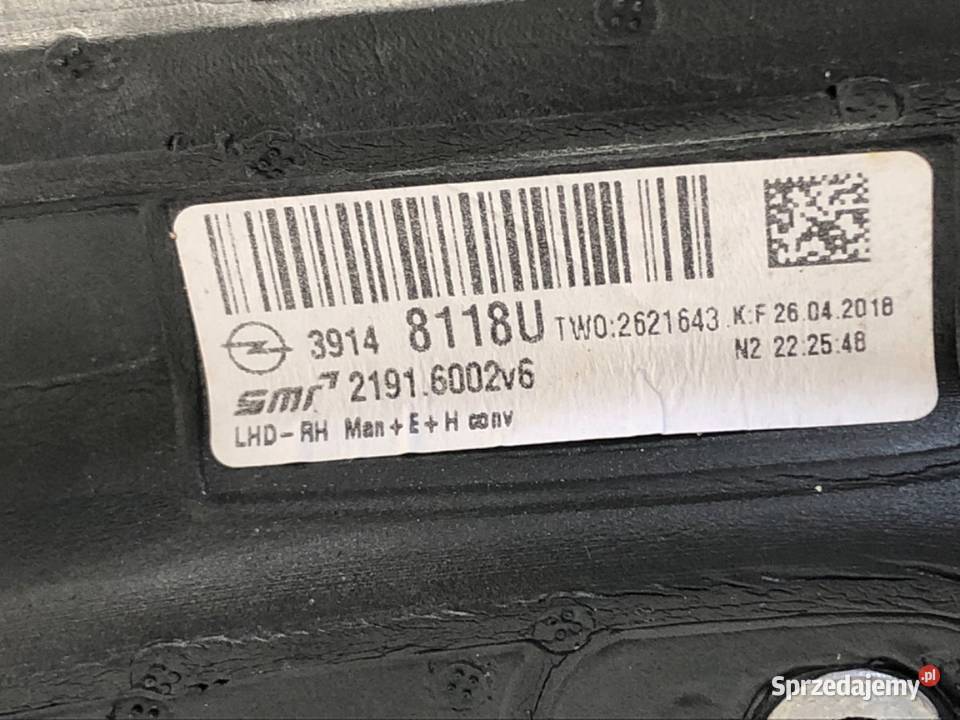 3914 8118U TWO:2621643 K:F 26.04.2018
N2 22:25:48
smr 2191.6002v6
LHD-RH Man+E+H conv
Sprzedajemy.pl